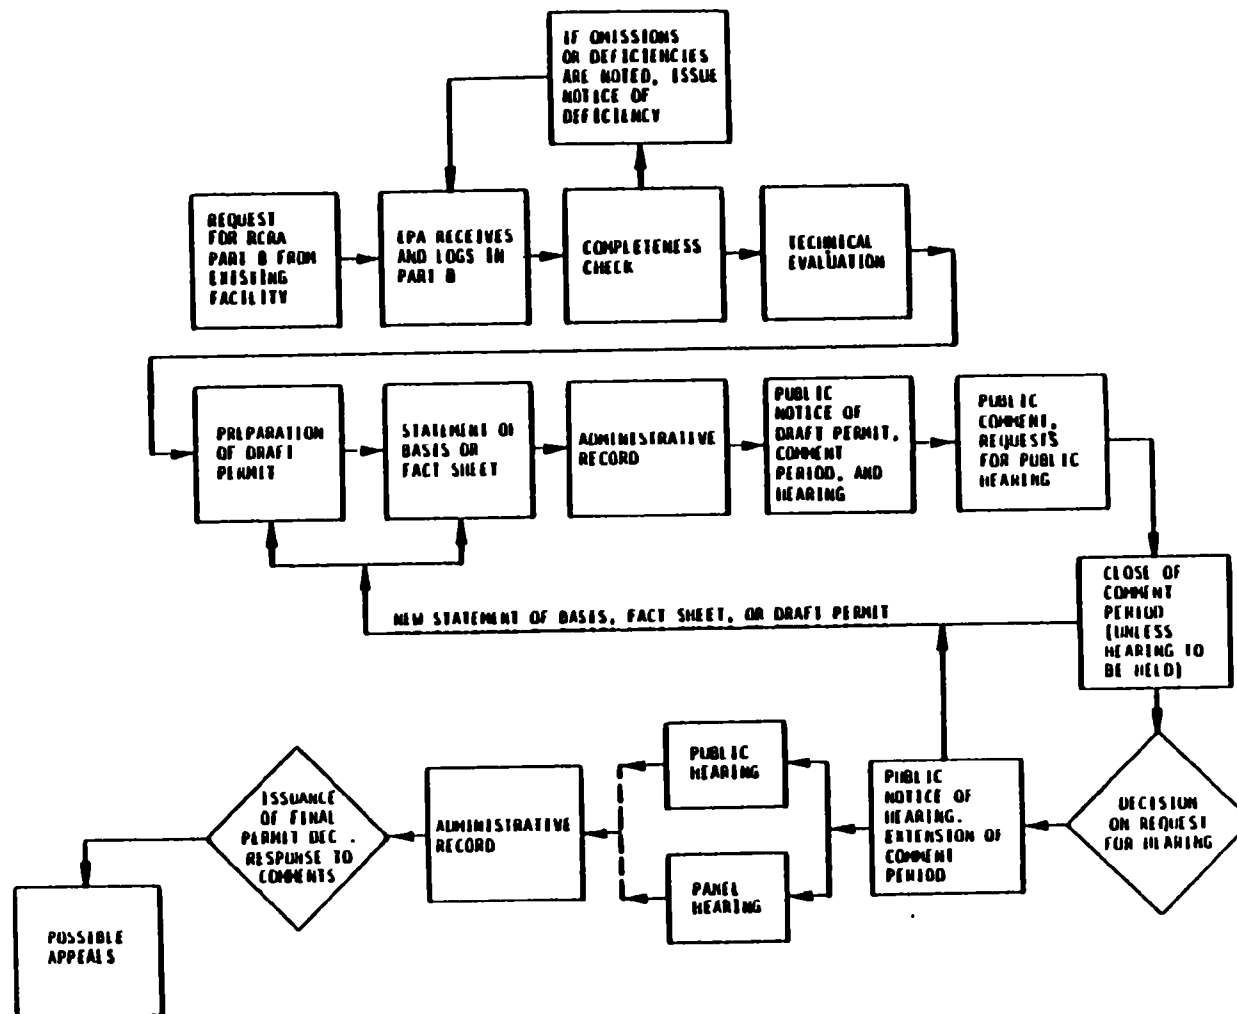 IF OMISSIONS
OR DEFICIENCIES
ARE NOTED, ISSUE
NOTICE OF
DEFICIENCY
REQUEST
FOR RCRA
PART B FROM
EXISTING
FACILITY
EPA RECEIVES
AND LOGS IN
PART B
COMPLETENESS
CHECK
TECHNICAL
EVALUATION
PREPARATION
OF DRAFT
PERMIT
STATEMENT OF
BASIS OR
FACT SHEET
ADMINISTRATIVE
RECORD
PUBLIC
NOTICE OF
DRAFT PERMIT,
COMMENT
PERIOD, AND
HEARING
PUBLIC
COMMENT,
REQUESTS
FOR PUBLIC
HEARING
CLOSE OF
COMMENT
PERIOD
(UNLESS
HEARING TO
BE HELD)
NEW STATEMENT OF BASIS, FACT SHEET, OR DRAFT PERMIT
DECISION
ON REQUEST
FOR HEARING
PUBLIC
NOTICE OF
HEARING.
EXTENSION OF
COMMENT
PERIOD
PUBLIC
HEARING
PANEL
HEARING
ADMINISTRATIVE
RECORD
ISSUANCE
OF FINAL
PERMIT DEC.
RESPONSE TO
COMMENTS
POSSIBLE
APPEALS